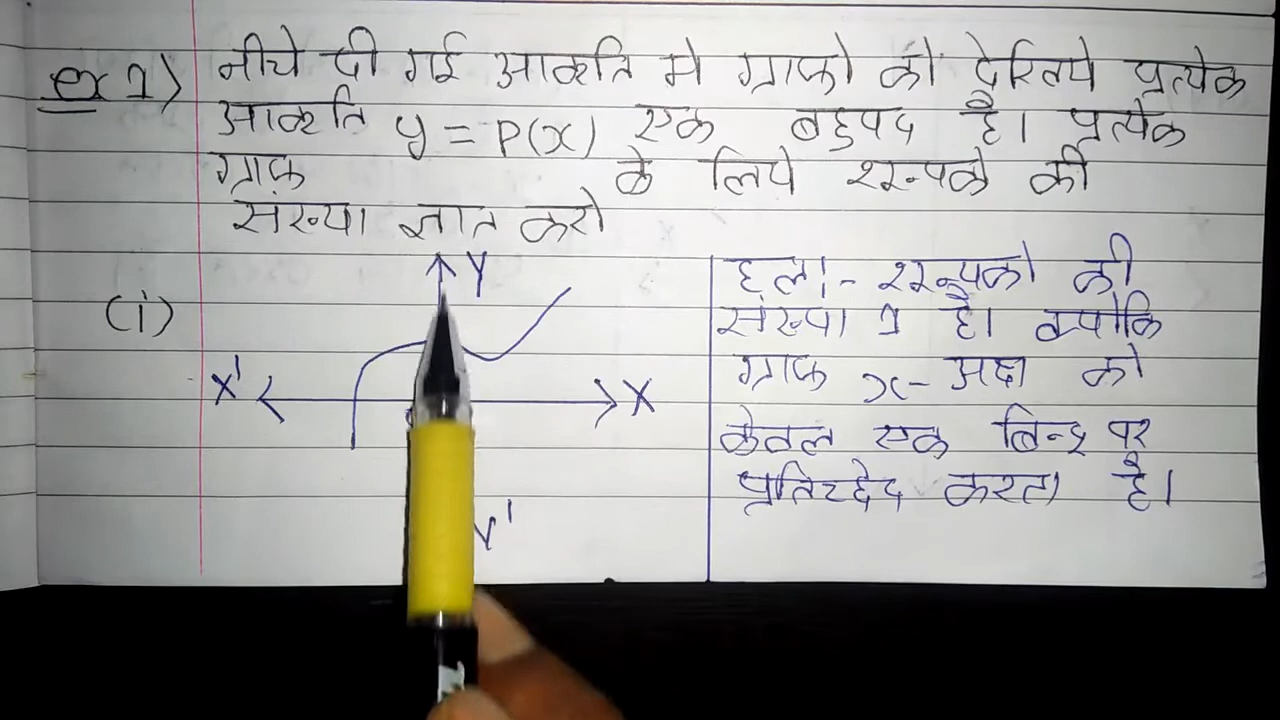 ex 1) नीचे दी गई आकृति मे ग्राफो को देखिये प्रत्येक
आकृति y = P(x) एक बहुपद है। प्रत्येक
ग्राफ के लिये शून्यको की
संख्या ज्ञात करो
(i)
Y
X'
X
Y'
हल:- शून्यको की
संख्या 1 है। क्योकि
ग्राफ x- अक्ष को
केवल एक बिन्दु पर
प्रतिच्छेद करता है।